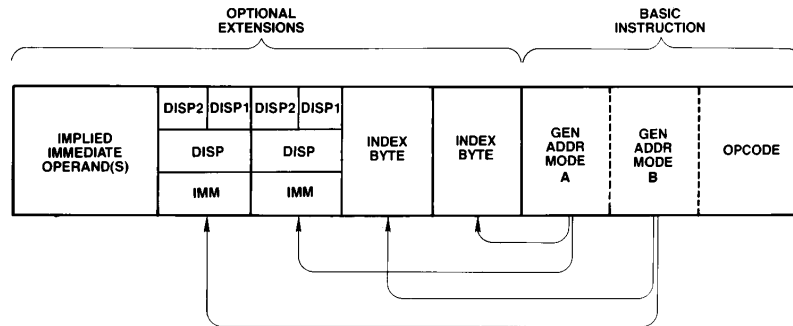 OPTIONAL
EXTENSIONS
BASIC
INSTRUCTION
IMPLIED
IMMEDIATE
OPERAND(S)
DISP2
DISP1
DISP
IMM
DISP2
DISP1
DISP
IMM
INDEX
BYTE
INDEX
BYTE
GEN
ADDR
MODE
A
GEN
ADDR
MODE
B
OPCODE